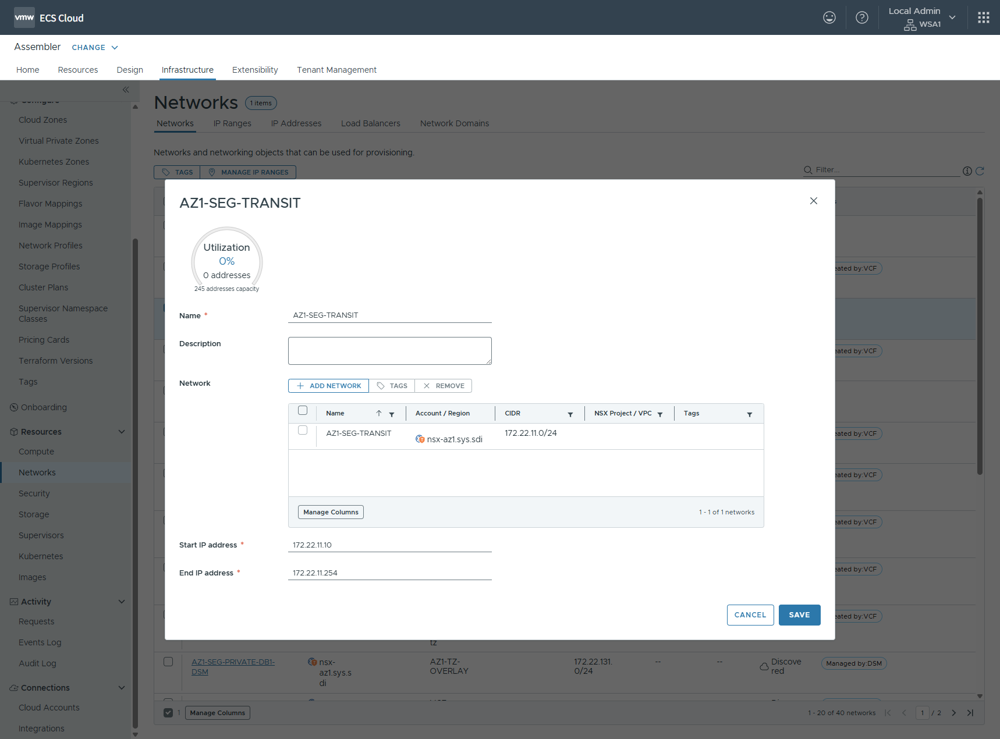 vmw ECS Cloud
Local Admin
WSA1
Assembler CHANGE
Home Resources Design Infrastructure Extensibility Tenant Management
Configure
Cloud Zones
Virtual Private Zones
Kubernetes Zones
Supervisor Regions
Flavor Mappings
Image Mappings
Network Profiles
Storage Profiles
Cluster Plans
Supervisor Namespace
Classes
Pricing Cards
Terraform Versions
Tags
Onboarding
Resources
Compute
Networks
Security
Storage
Supervisors
Kubernetes
Images
Activity
Requests
Events Log
Audit Log
Connections
Cloud Accounts
Integrations
Networks 1 items
Networks IP Ranges IP Addresses Load Balancers Network Domains
Networks and networking objects that can be used for provisioning.
TAGS MANAGE IP RANGES
Filter...
AZ1-SEG-TRANSIT
Utilization
0%
0 addresses
245 addresses capacity
Name *
AZ1-SEG-TRANSIT
Description
Network
ADD NETWORK TAGS REMOVE
Name Account / Region CIDR NSX Project / VPC Tags
AZ1-SEG-TRANSIT nsx-az1.sys.sdi 172.22.11.0/24
Manage Columns 1 - 1 of 1 networks
Start IP address *
172.22.11.10
End IP address *
172.22.11.254
CANCEL SAVE
eated by:VCF
eated by:VCF
eated by:VCF
eated by:VCF
eated by:VCF
eated by:VCF
eated by:VCF
tz
AZ1-SEG-PRIVATE-DB1-
DSM
nsx-
az1.sys.s
di
AZ1-TZ-
OVERLAY
172.22.131.
0/24
--
--
Discove
red
Managed by:DSM
1 Manage Columns
1 - 20 of 40 networks 1 / 2